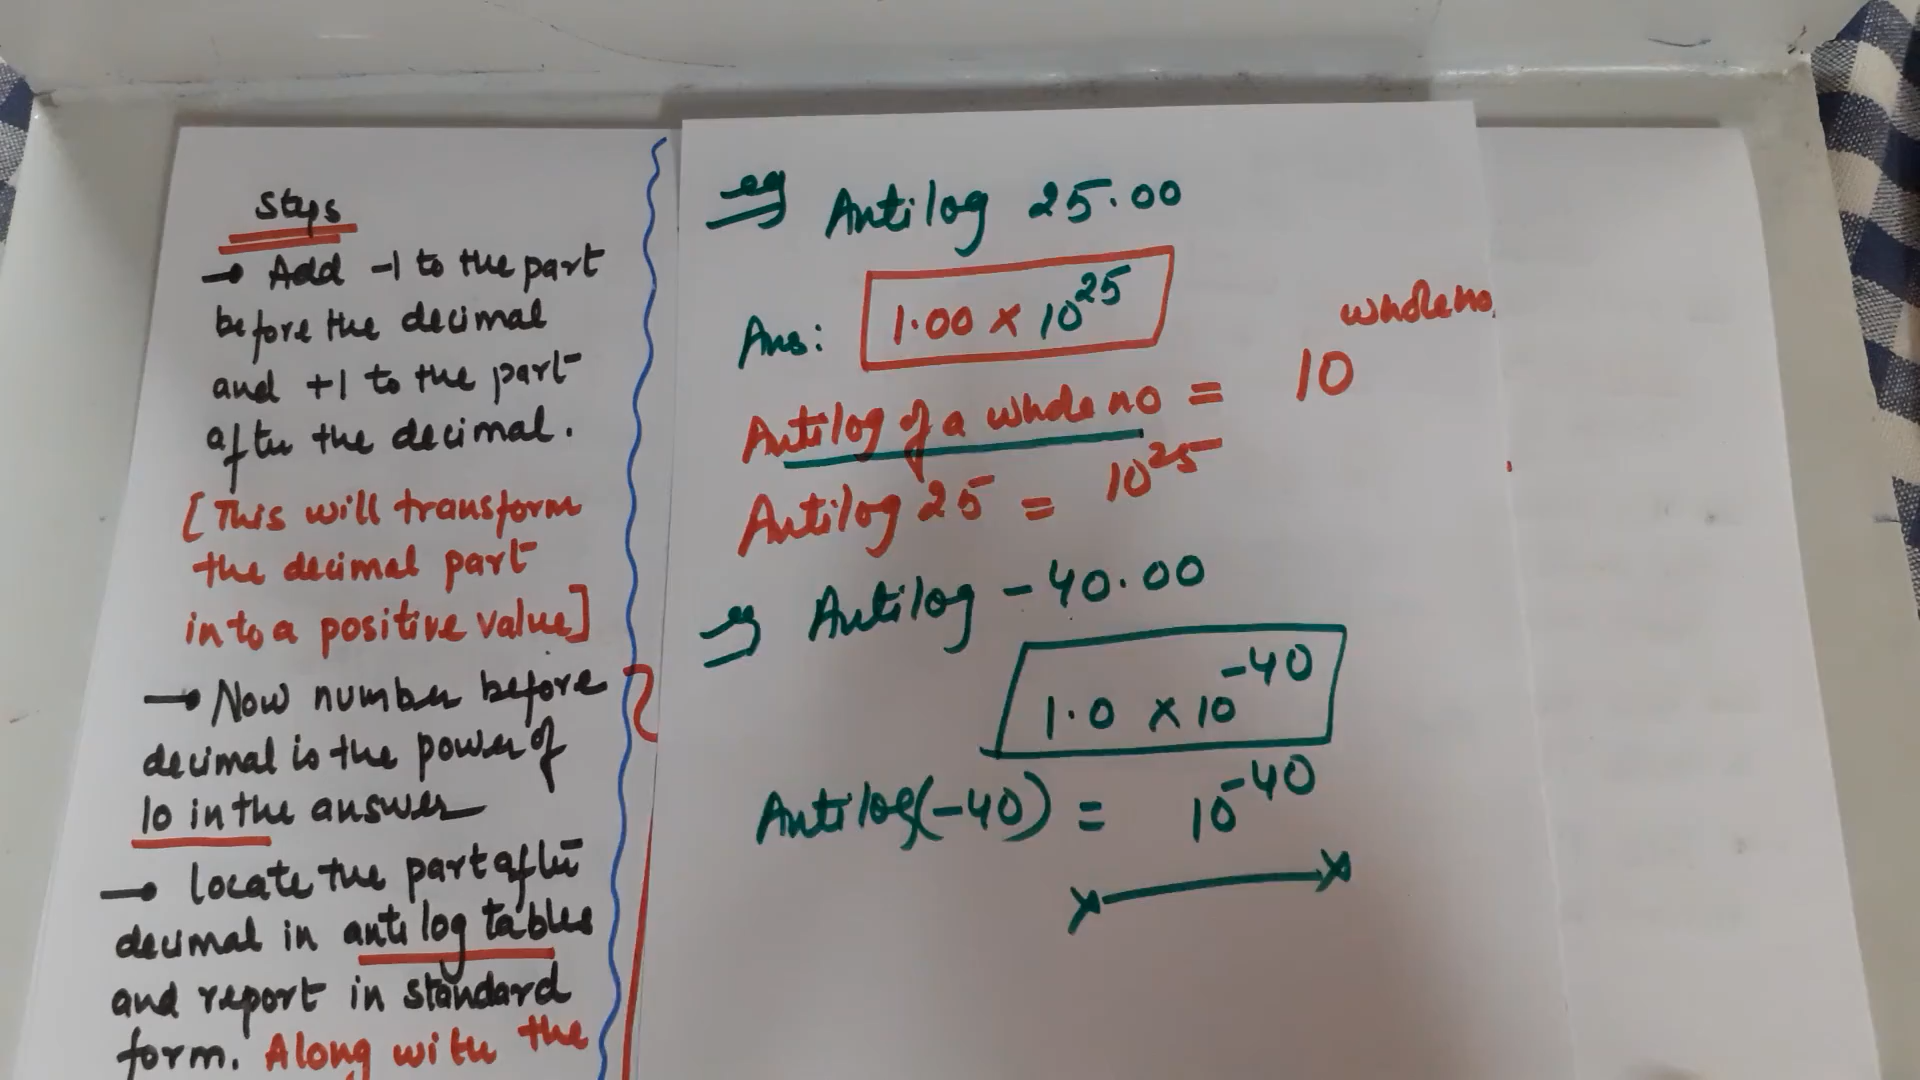 Steps
→ Add -1 to the part
before the decimal
and +1 to the part
after the decimal.
[This will transform
the decimal part
into a positive value]
→ Now number before
decimal is the power of
10 in the answer
→ Locate the part after
decimal in antilog tables
and report in standard
form. Along with the
eg Antilog 25.00
Ans: 1.00 × 10^25
Antilog of a whole no = 10^whole no.
Antilog 25 = 10^25
eg Antilog -40.00
1.0 × 10^-40
Antilog(-40) = 10^-40